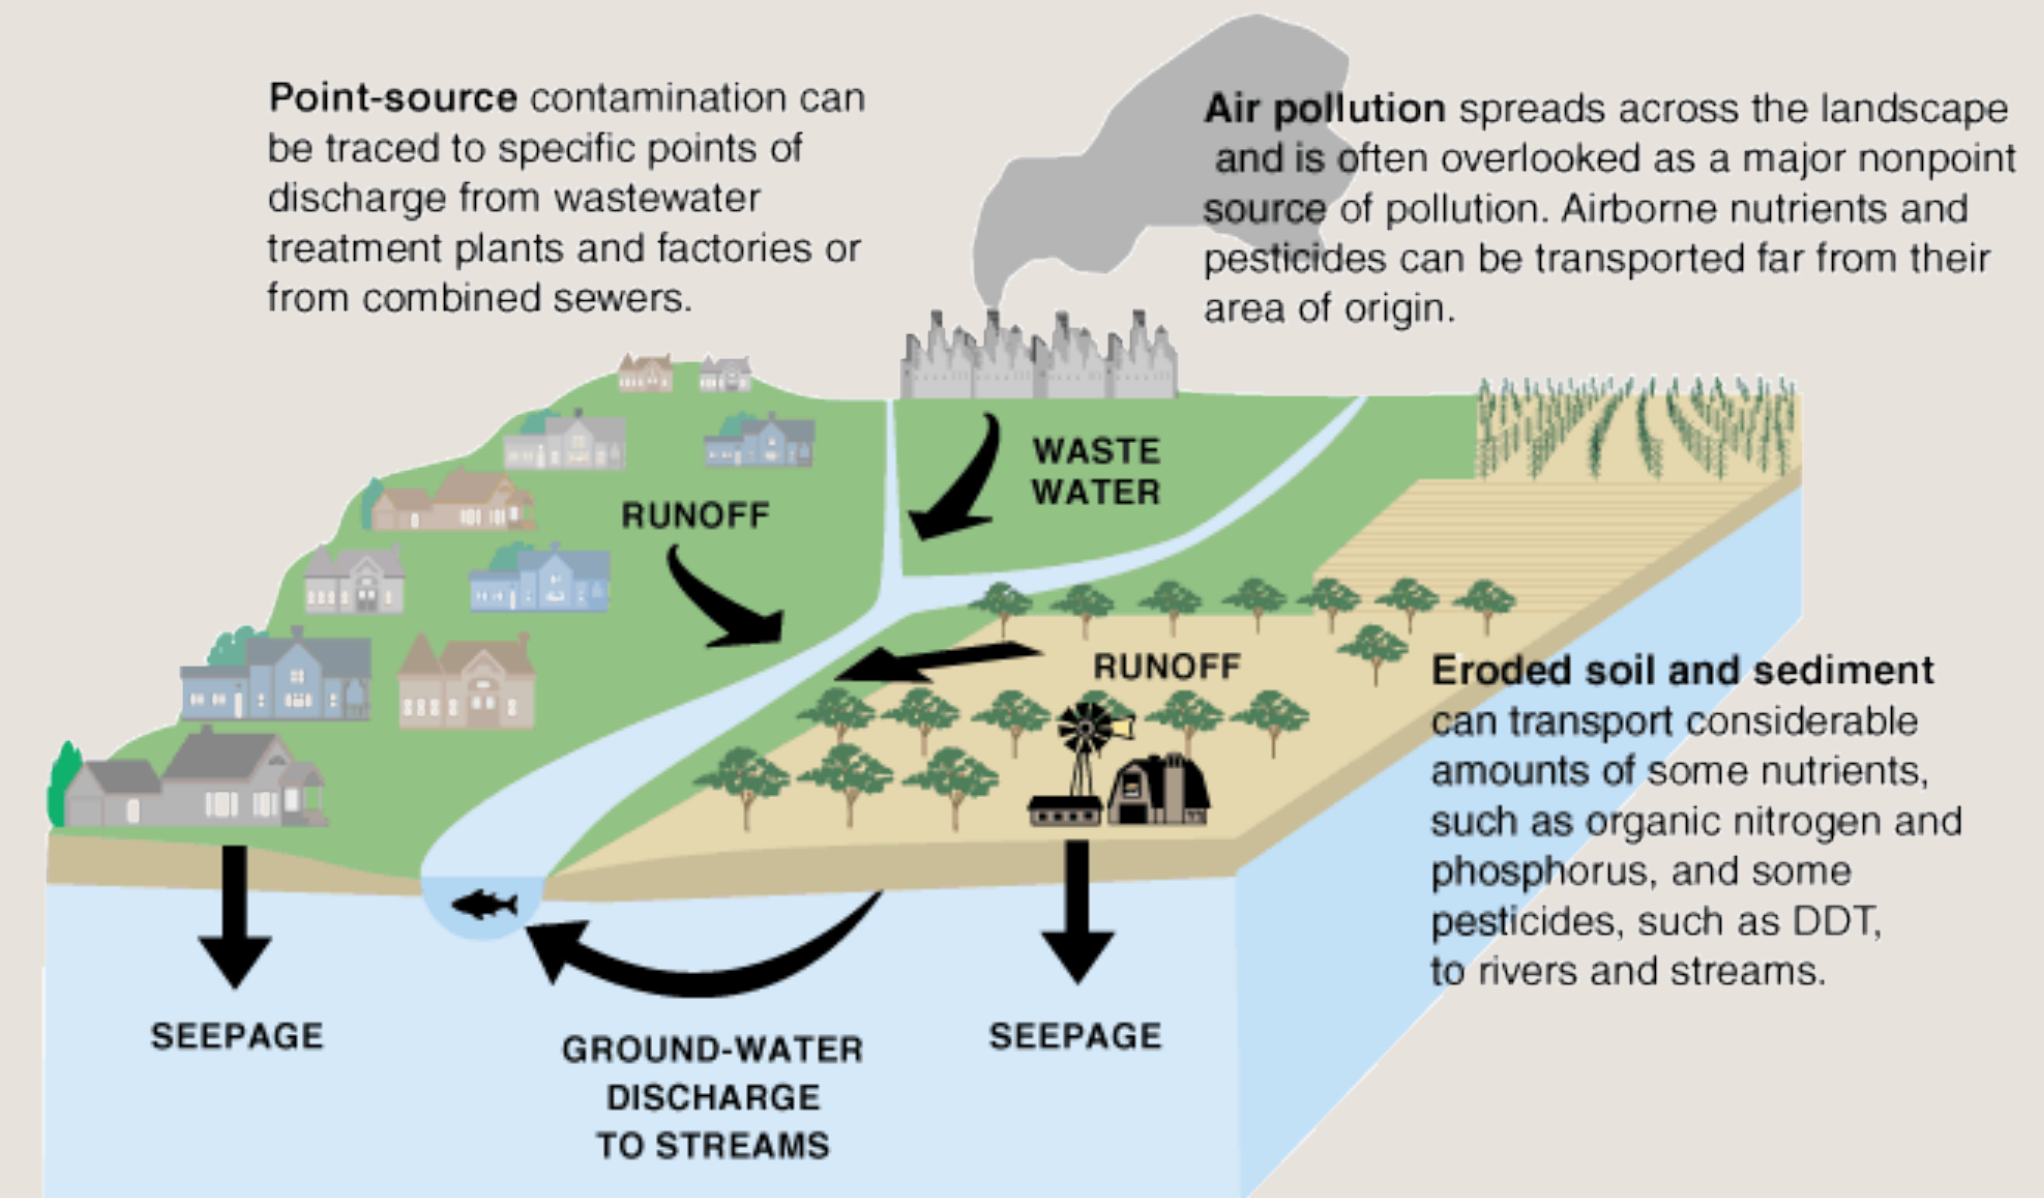 Point-source contamination can
be traced to specific points of
discharge from wastewater
treatment plants and factories or
from combined sewers.
Air pollution spreads across the landscape
and is often overlooked as a major nonpoint
source of pollution. Airborne nutrients and
pesticides can be transported far from their
area of origin.
WASTE
WATER
RUNOFF
RUNOFF
Eroded soil and sediment
can transport considerable
amounts of some nutrients,
such as organic nitrogen and
phosphorus, and some
pesticides, such as DDT,
to rivers and streams.
SEEPAGE
GROUND-WATER
DISCHARGE
TO STREAMS
SEEPAGE